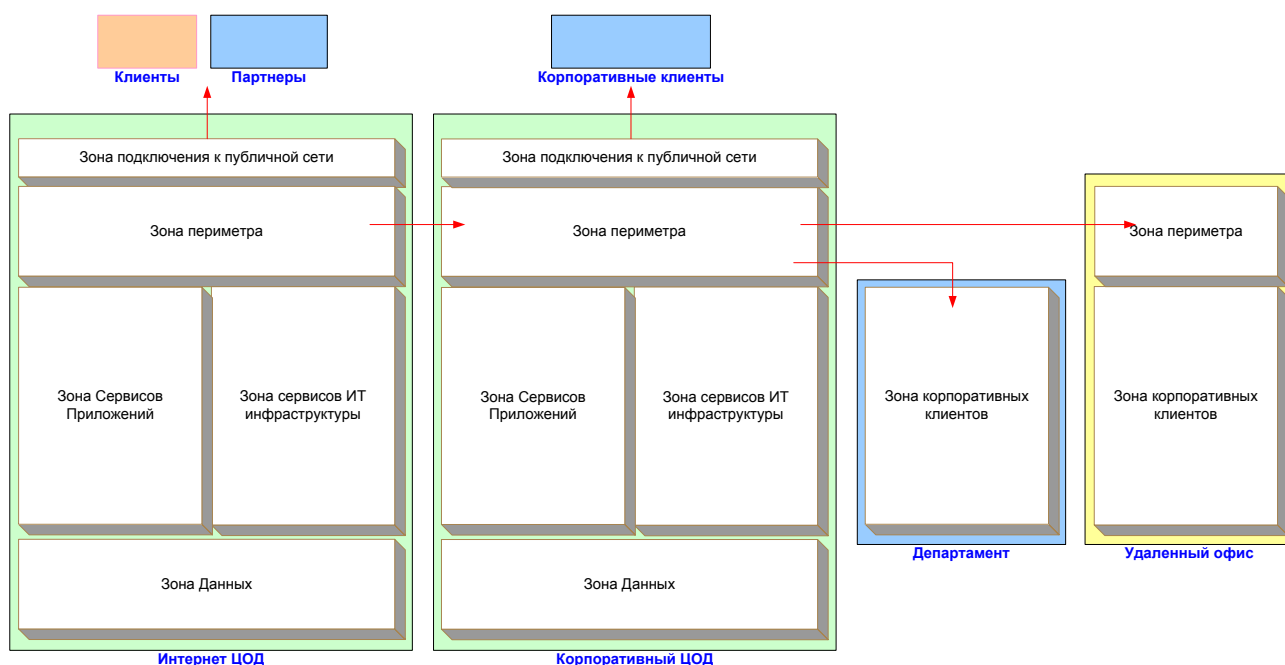 Клиенты
Партнеры
Корпоративные клиенты
Зона подключения к публичной сети
Зона периметра
Зона Сервисов
Приложений
Зона сервисов ИТ
инфраструктуры
Зона Данных
Интернет ЦОД
Зона подключения к публичной сети
Зона периметра
Зона Сервисов
Приложений
Зона сервисов ИТ
инфраструктуры
Зона Данных
Корпоративный ЦОД
Зона корпоративных
клиентов
Департамент
Зона периметра
Зона корпоративных
клиентов
Удаленный офис